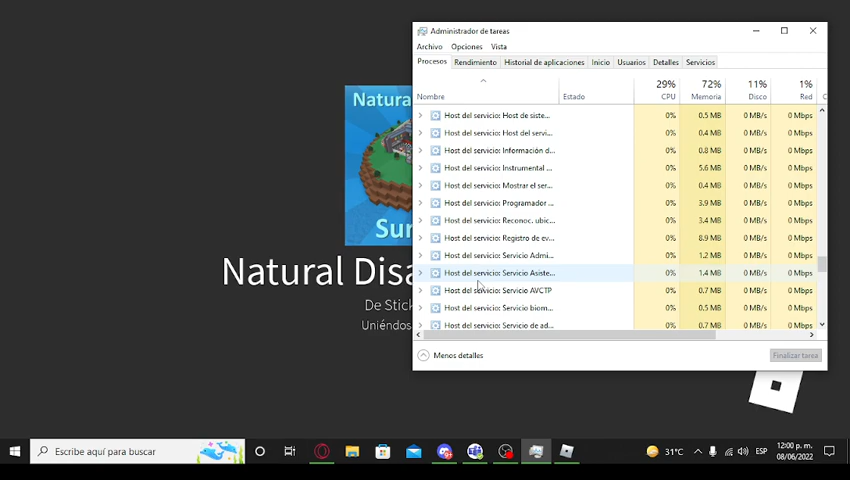 Administrador de tareas
Archivo Opciones Vista
Procesos Rendimiento Historial de aplicaciones Inicio Usuarios Detalles Servicios
29% 72% 11% 1%
Nombre Estado CPU Memoria Disco Red
Host del servicio: Host de siste... 0% 0.5 MB 0 MB/s 0 Mbps
Host del servicio: Host del servi... 0% 0.4 MB 0 MB/s 0 Mbps
Host del servicio: Información d... 0% 0.8 MB 0 MB/s 0 Mbps
Host del servicio: Instrumental ... 0% 5.6 MB 0 MB/s 0 Mbps
Host del servicio: Mostrar el ser... 0% 0.4 MB 0 MB/s 0 Mbps
Host del servicio: Programador ... 0% 3.9 MB 0 MB/s 0 Mbps
Host del servicio: Reconoc. ubic... 0% 3.4 MB 0 MB/s 0 Mbps
Host del servicio: Registro de ev... 0% 8.9 MB 0 MB/s 0 Mbps
Host del servicio: Servicio Admi... 0% 1.2 MB 0 MB/s 0 Mbps
Host del servicio: Servicio Asiste... 0% 1.4 MB 0 MB/s 0 Mbps
Host del servicio: Servicio AVCTP 0% 0.7 MB 0 MB/s 0 Mbps
Host del servicio: Servicio biom... 0% 0.5 MB 0 MB/s 0 Mbps
Host del servicio: Servicio de ad... 0% 0.7 MB 0 MB/s 0 Mbps
Menos detalles Finalizar tarea
Natura
Sur
Natural Disa
De Stick
Uniéndos
Escribe aquí para buscar
31°C ESP
12:00 p. m.
08/06/2022